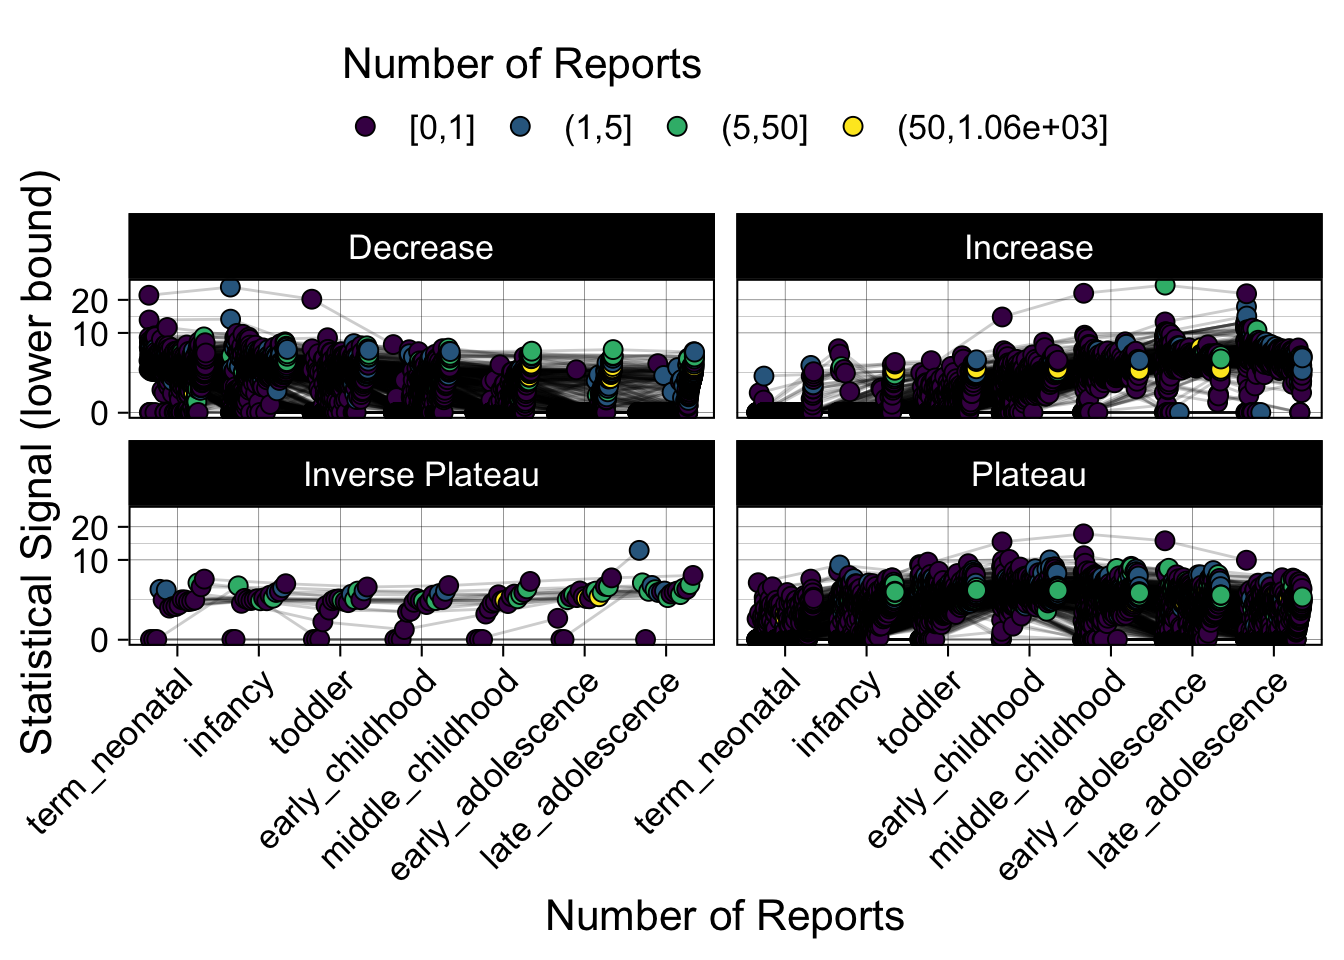 Number of Reports
[0,1] (1,5] (5,50] (50,1.06e+03]
Statistical Signal (lower bound)
Decrease
Increase
20
10
0
Inverse Plateau
Plateau
20
10
0
term_neonatal
infancy
toddler
early_childhood
middle_childhood
early_adolescence
late_adolescence
term_neonatal
infancy
toddler
early_childhood
middle_childhood
early_adolescence
late_adolescence
Number of Reports